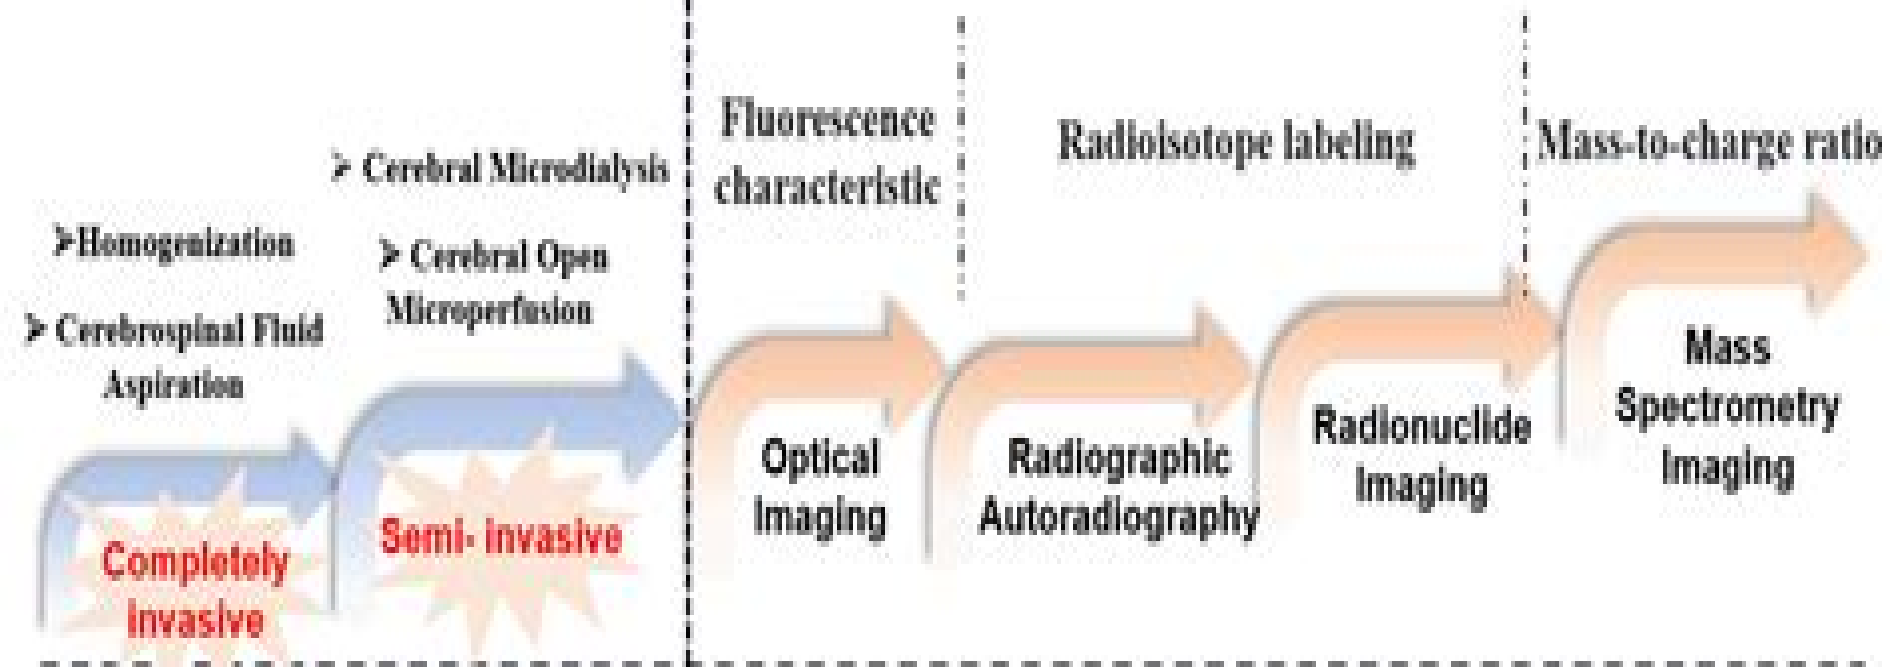 ➢Homogenization
➢ Cerebrospinal Fluid
Aspiration
Completely
invasive
➢ Cerebral Microdialysis
➢ Cerebral Open
Microperfusion
Semi- invasive
Fluorescence
characteristic
Optical
Imaging
Radioisotope labeling
Radiographic
Autoradiography
Radionuclide
Imaging
Mass-to-charge ratio
Mass
Spectrometry
Imaging